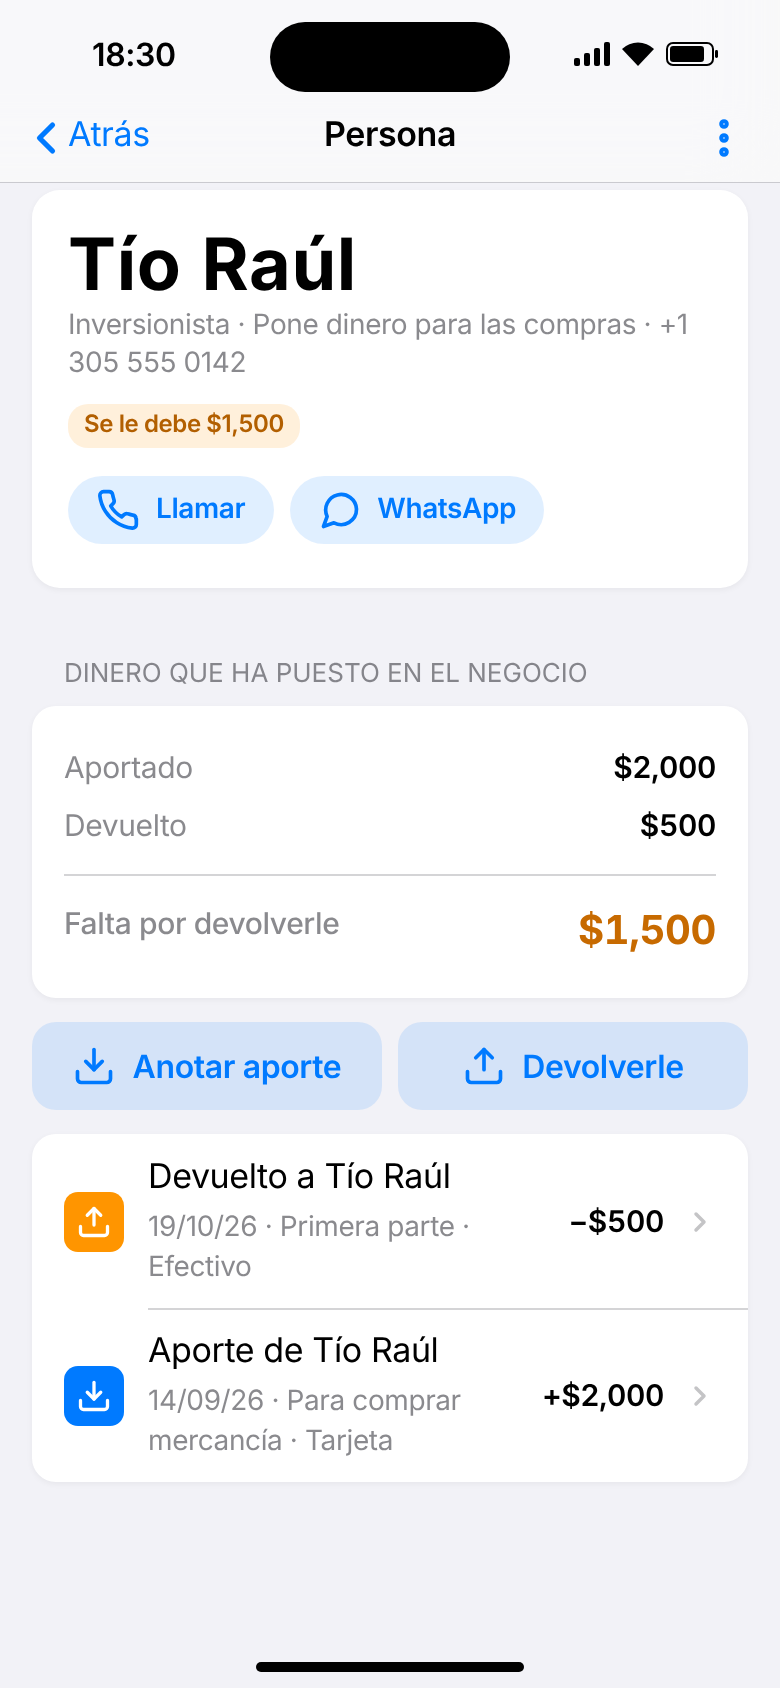 18:30
Atrás
Persona
Tío Raúl
Inversionista · Pone dinero para las compras · +1
305 555 0142
Se le debe $1,500
Llamar
WhatsApp
DINERO QUE HA PUESTO EN EL NEGOCIO
Aportado $2,000
Devuelto $500
Falta por devolverle $1,500
Anotar aporte
Devolverle
Devuelto a Tío Raúl
19/10/26 · Primera parte ·
Efectivo
–$500
Aporte de Tío Raúl
14/09/26 · Para comprar
mercancía · Tarjeta
+$2,000